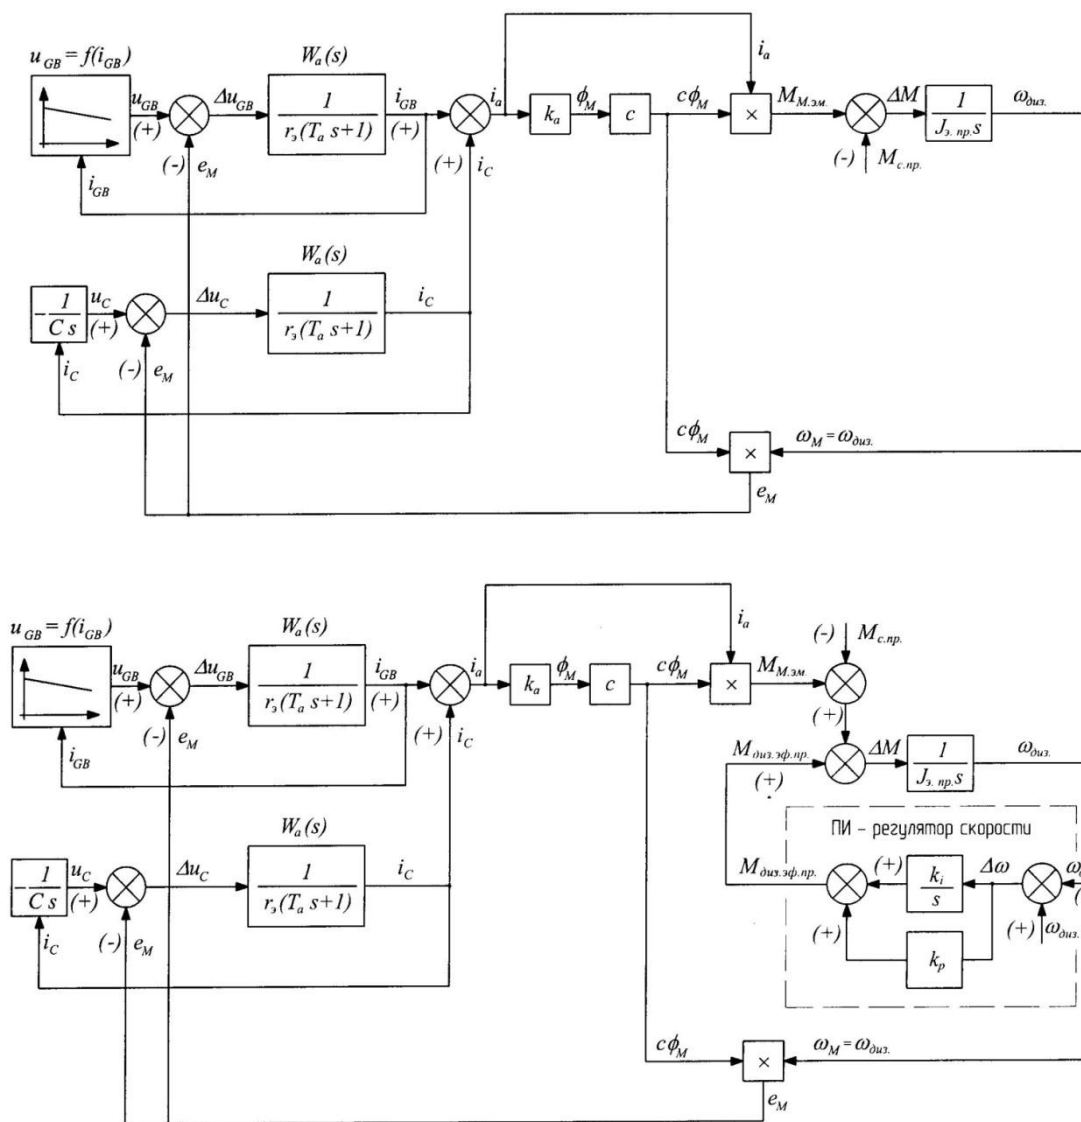 u_GB = f(i_GB)
W_a(s)
i_a
u_GB (+)
Δu_GB
1 / r_э(T_a s+1)
i_GB (+)
i_a
k_a
ϕ_M
c
cϕ_M
×
M_М.эм.
ΔM
1 / J_э. пр. s
ω_диз.
(-) e_M
(+) i_C
(-) M_с.пр.
i_GB
W_a(s)
- 1 / C s
u_C (+)
Δu_C
1 / r_э(T_a s+1)
i_C
i_C
(-) e_M
cϕ_M
×
ω_M = ω_диз.
e_M
u_GB = f(i_GB)
W_a(s)
i_a
(-) M_с.пр.
u_GB (+)
Δu_GB
1 / r_э(T_a s+1)
i_GB (+)
i_a
k_a
ϕ_M
c
cϕ_M
×
M_М.эм.
(+)
(-) e_M
(+) i_C
i_GB
M_диз.эф.пр. (+)
ΔM
1 / J_э. пр. s
ω_диз.
W_a(s)
ПИ – регулятор скорости
- 1 / C s
u_C (+)
Δu_C
1 / r_э(T_a s+1)
i_C
M_диз.эф.пр.
(+)
k_i / s
Δω
i_C
(-) e_M
(+)
k_p
(+)
ω_диз.
cϕ_M
×
ω_M = ω_диз.
e_M